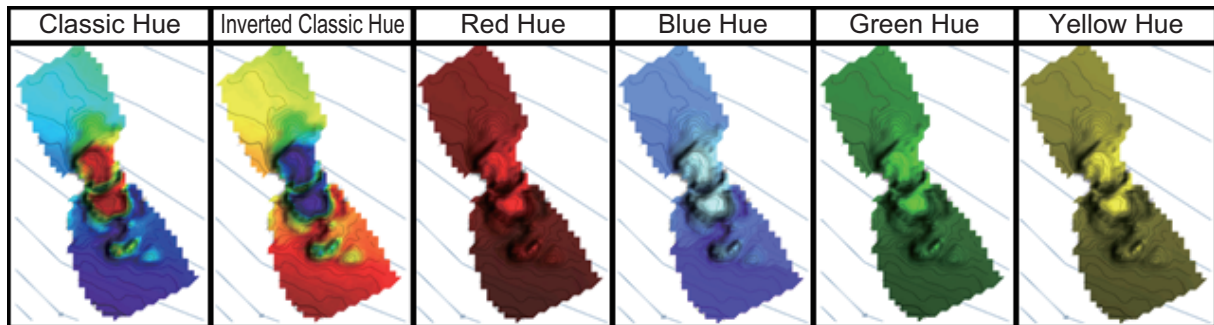 Classic Hue
Inverted Classic Hue
Red Hue
Blue Hue
Green Hue
Yellow Hue